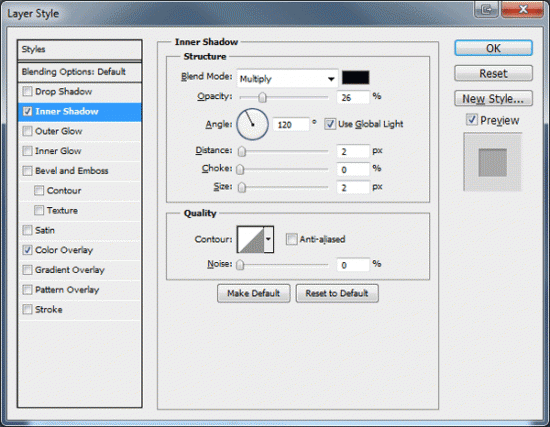 Layer Style
Styles
Blending Options: Default
Drop Shadow
Inner Shadow
Outer Glow
Inner Glow
Bevel and Emboss
Contour
Texture
Satin
Color Overlay
Gradient Overlay
Pattern Overlay
Stroke
Inner Shadow
Structure
Blend Mode: Multiply
Opacity: 26 %
Angle: 120 ° Use Global Light
Distance: 2 px
Choke: 0 %
Size: 2 px
Quality
Contour: Anti-aliased
Noise: 0 %
Make Default Reset to Default
OK
Reset
New Style...
Preview